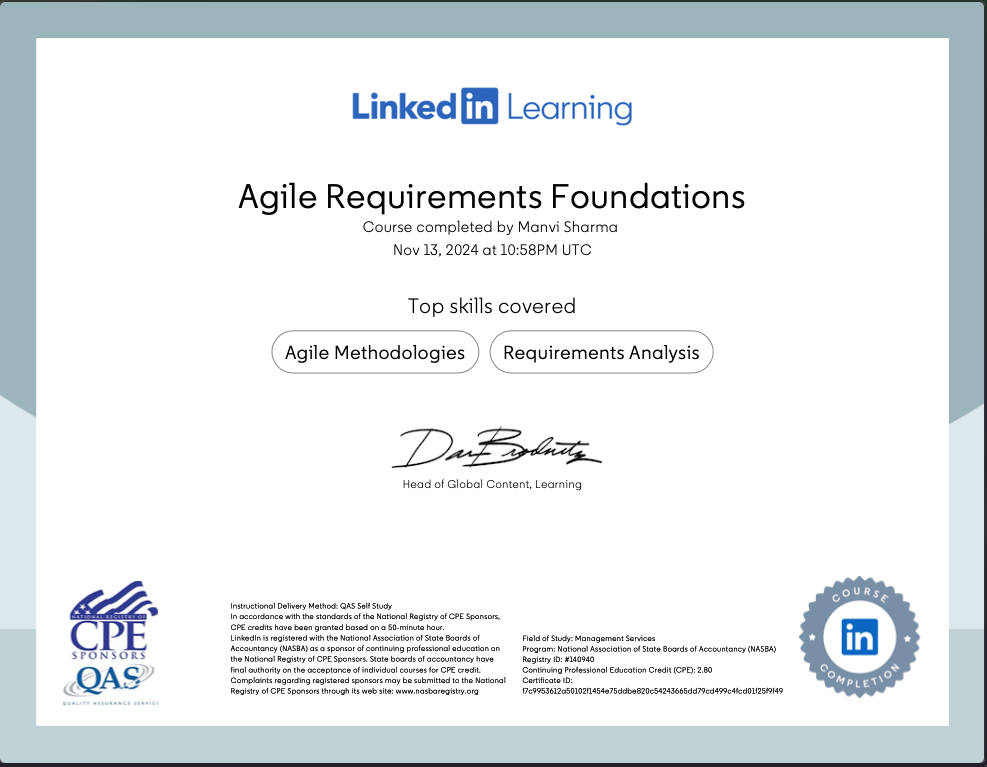 Linked in Learning
Agile Requirements Foundations
Course completed by Manvi Sharma
Nov 13, 2024 at 10:58PM UTC
Top skills covered
Agile Methodologies
Requirements Analysis
Dan Brodnitz
Head of Global Content, Learning
NATIONAL REGISTRY OF
CPE
SPONSORS
QAS
QUALITY ASSURANCE SERVICE
Instructional Delivery Method: QAS Self Study
In accordance with the standards of the National Registry of CPE Sponsors,
CPE credits have been granted based on a 50-minute hour.
LinkedIn is registered with the National Association of State Boards of
Accountancy (NASBA) as a sponsor of continuing professional education on
the National Registry of CPE Sponsors. State boards of accountancy have
final authority on the acceptance of individual courses for CPE credit.
Complaints regarding registered sponsors may be submitted to the National
Registry of CPE Sponsors through its web site: www.nasbaregistry.org
Field of Study: Management Services
Program: National Association of State Boards of Accountancy (NASBA)
Registry ID: #140940
Continuing Professional Education Credit (CPE): 2.80
Certificate ID:
f7c9953612a50102f1454e75ddbe820c54243665dd79cd499c4fcd01f25f9f49
COURSE
in
COMPLETION